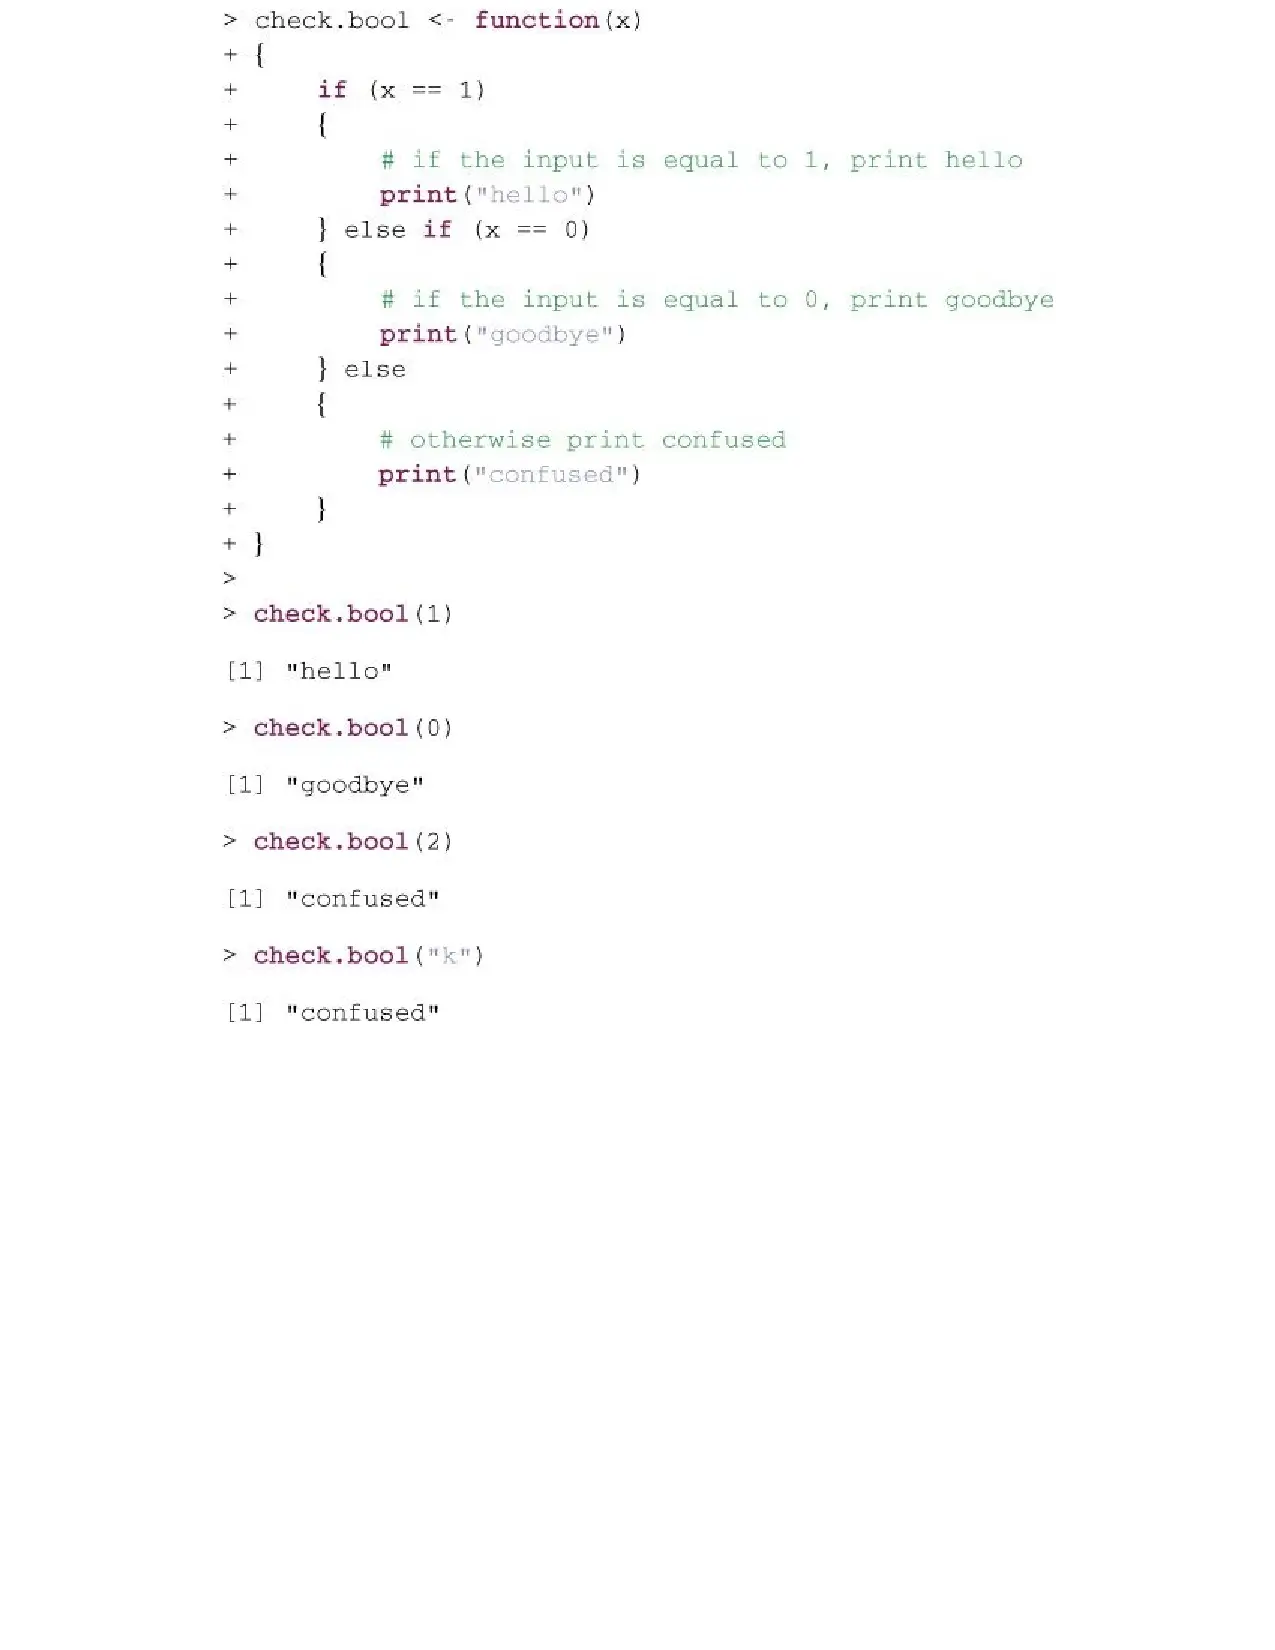 > check.bool <- function(x)
+ {
+     if (x == 1)
+     {
+         # if the input is equal to 1, print hello
+         print("hello")
+     } else if (x == 0)
+     {
+         # if the input is equal to 0, print goodbye
+         print("goodbye")
+     } else
+     {
+         # otherwise print confused
+         print("confused")
+     }
+ }
>
> check.bool(1)
[1] "hello"
> check.bool(0)
[1] "goodbye"
> check.bool(2)
[1] "confused"
> check.bool("k")
[1] "confused"